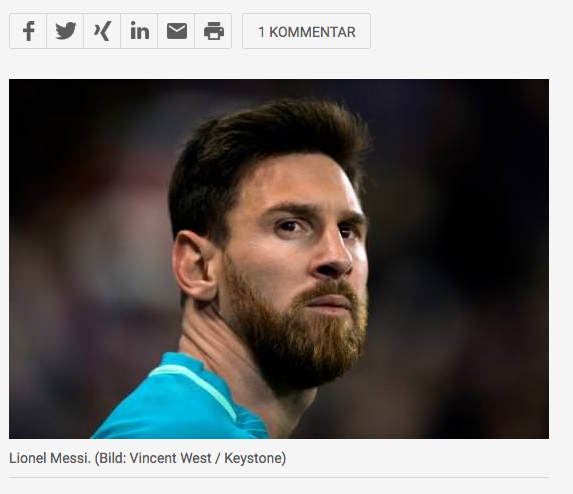 1 KOMMENTAR
Lionel Messi. (Bild: Vincent West / Keystone)